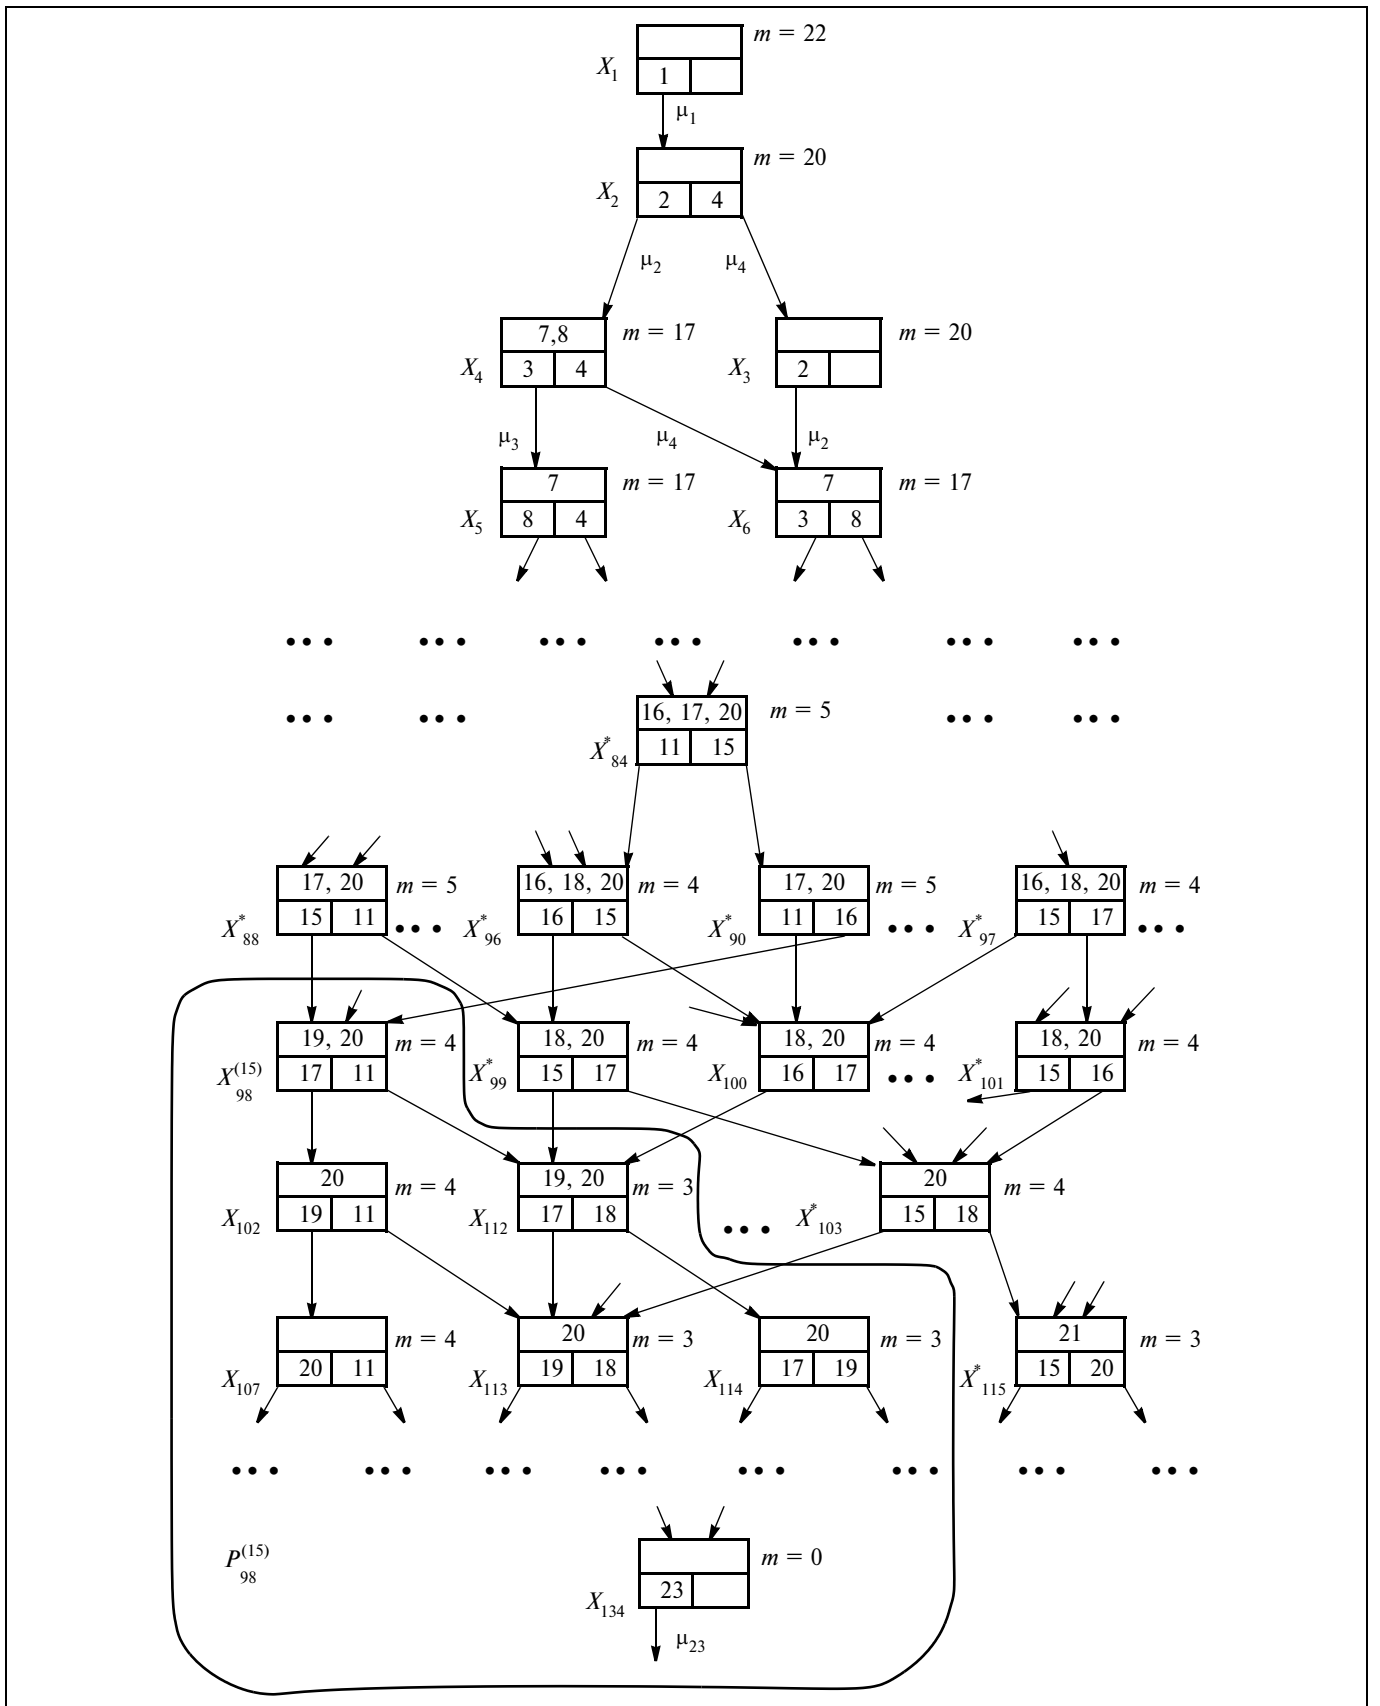 m = 22
X₁ 1
μ₁
m = 20
X₂ 2 4
μ₂ μ₄
7,8 m = 17 m = 20
X₄ 3 4 X₃ 2
μ₃ μ₄ μ₂
7 m = 17 7 m = 17
X₅ 8 4 X₆ 3 8
••• ••• ••• ••• ••• ••• •••
••• ••• 16, 17, 20 m = 5 ••• •••
X*₈₄ 11 15
17, 20 m = 5 16, 18, 20 m = 4 17, 20 m = 5 16, 18, 20 m = 4
X*₈₈ 15 11 ••• X*₉₆ 16 15 X*₉₀ 11 16 ••• X*₉₇ 15 17 •••
19, 20 m = 4 18, 20 m = 4 18, 20 m = 4 18, 20 m = 4
X₉₈⁽¹⁵⁾ 17 11 X*₉₉ 15 17 X₁₀₀ 16 17 ••• X*₁₀₁ 15 16
20 m = 4 19, 20 m = 3 20 m = 4
X₁₀₂ 19 11 X₁₁₂ 17 18 ••• X*₁₀₃ 15 18
m = 4 20 m = 3 20 m = 3 21 m = 3
X₁₀₇ 20 11 X₁₁₃ 19 18 X₁₁₄ 17 19 X*₁₁₅ 15 20
••• ••• ••• ••• ••• ••• ••• •••
P₉₈⁽¹⁵⁾ m = 0
X₁₃₄ 23
μ₂₃